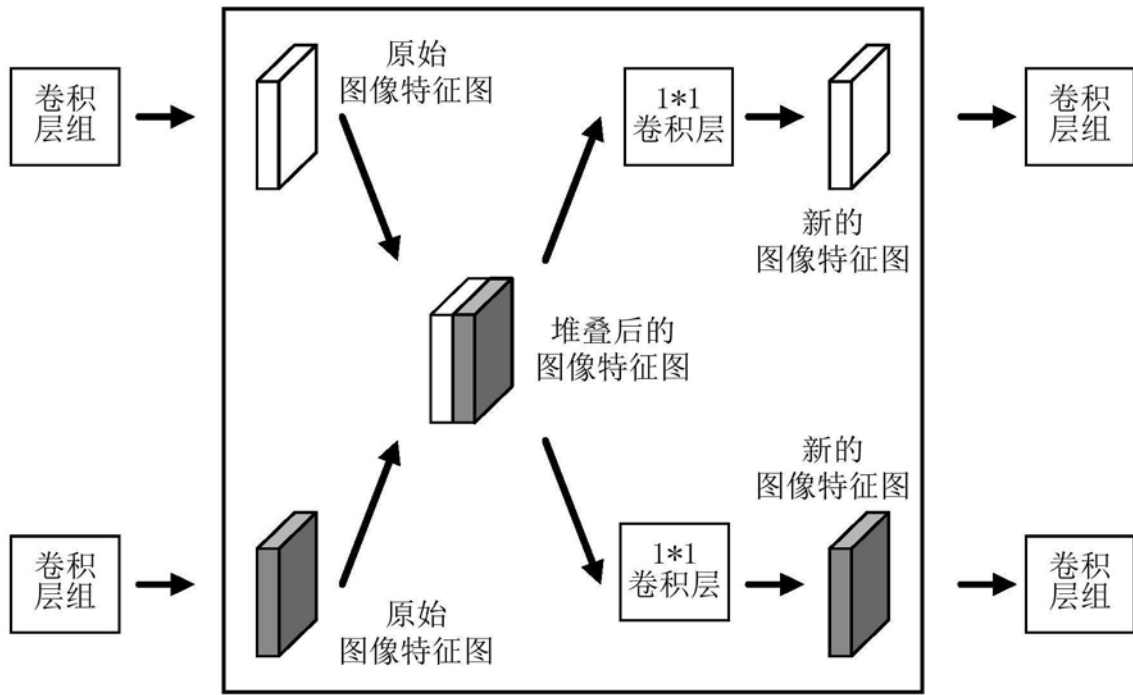 卷积
层组
原始
图像特征图
1*1
卷积层
新的
图像特征图
卷积
层组
堆叠后的
图像特征图
卷积
层组
原始
图像特征图
1*1
卷积层
新的
图像特征图
卷积
层组